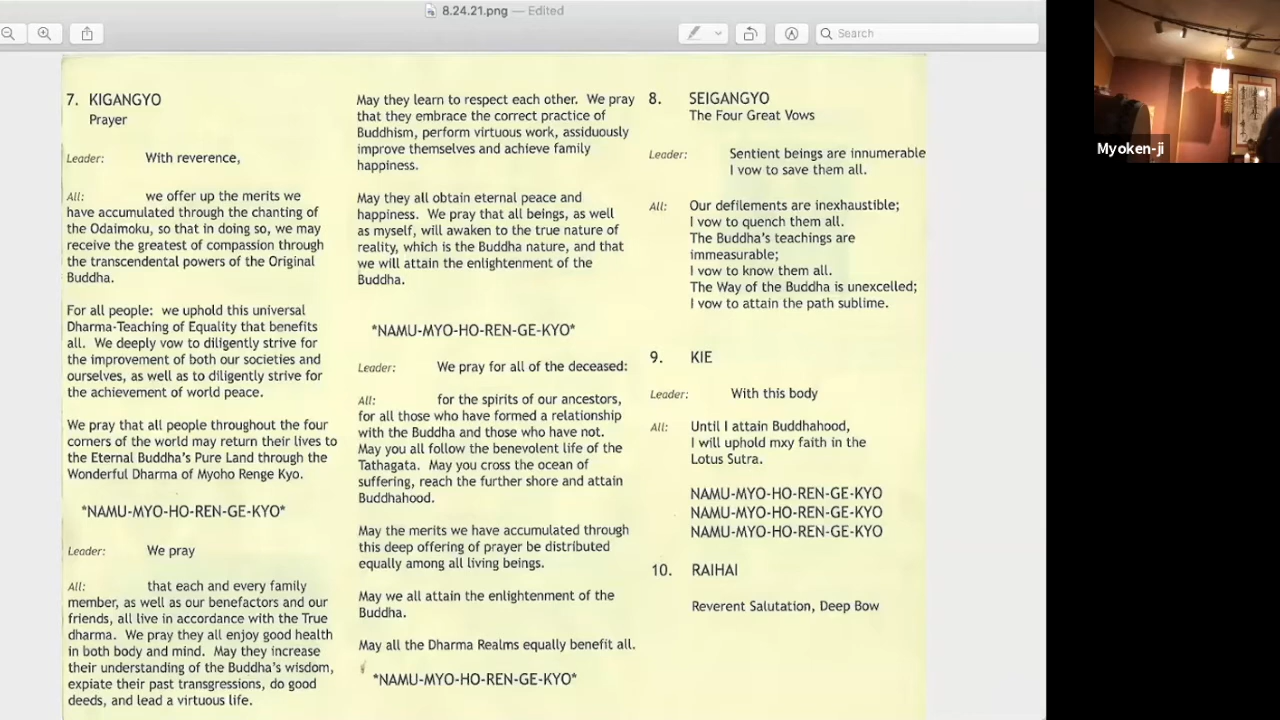 8.24.21.png — Edited
Search
7. KIGANGYO
Prayer
Leader: With reverence,
All: we offer up the merits we
have accumulated through the chanting of
the Odaimoku, so that in doing so, we may
receive the greatest of compassion through
the transcendental powers of the Original
Buddha.
For all people: we uphold this universal
Dharma-Teaching of Equality that benefits
all. We deeply vow to diligently strive for
the improvement of both our societies and
ourselves, as well as to diligently strive for
the achievement of world peace.
We pray that all people throughout the four
corners of the world may return their lives to
the Eternal Buddha's Pure Land through the
Wonderful Dharma of Myoho Renge Kyo.
*NAMU-MYO-HO-REN-GE-KYO*
Leader: We pray
All: that each and every family
member, as well as our benefactors and our
friends, all live in accordance with the True
dharma. We pray they all enjoy good health
in both body and mind. May they increase
their understanding of the Buddha's wisdom,
expiate their past transgressions, do good
deeds, and lead a virtuous life.
May they learn to respect each other. We pray
that they embrace the correct practice of
Buddhism, perform virtuous work, assiduously
improve themselves and achieve family
happiness.
May they all obtain eternal peace and
happiness. We pray that all beings, as well
as myself, will awaken to the true nature of
reality, which is the Buddha nature, and that
we will attain the enlightenment of the
Buddha.
*NAMU-MYO-HO-REN-GE-KYO*
Leader: We pray for all of the deceased:
All: for the spirits of our ancestors,
for all those who have formed a relationship
with the Buddha and those who have not.
May you all follow the benevolent life of the
Tathagata. May you cross the ocean of
suffering, reach the further shore and attain
Buddhahood.
May the merits we have accumulated through
this deep offering of prayer be distributed
equally among all living beings.
May we all attain the enlightenment of the
Buddha.
May all the Dharma Realms equally benefit all.
*NAMU-MYO-HO-REN-GE-KYO*
8. SEIGANGYO
The Four Great Vows
Leader: Sentient beings are innumerable
I vow to save them all.
All: Our defilements are inexhaustible;
I vow to quench them all.
The Buddha's teachings are
immeasurable;
I vow to know them all.
The Way of the Buddha is unexcelled;
I vow to attain the path sublime.
9. KIE
Leader: With this body
All: Until I attain Buddhahood,
I will uphold mxy faith in the
Lotus Sutra.
NAMU-MYO-HO-REN-GE-KYO
NAMU-MYO-HO-REN-GE-KYO
NAMU-MYO-HO-REN-GE-KYO
10. RAIHAI
Reverent Salutation, Deep Bow
Myoken-ji